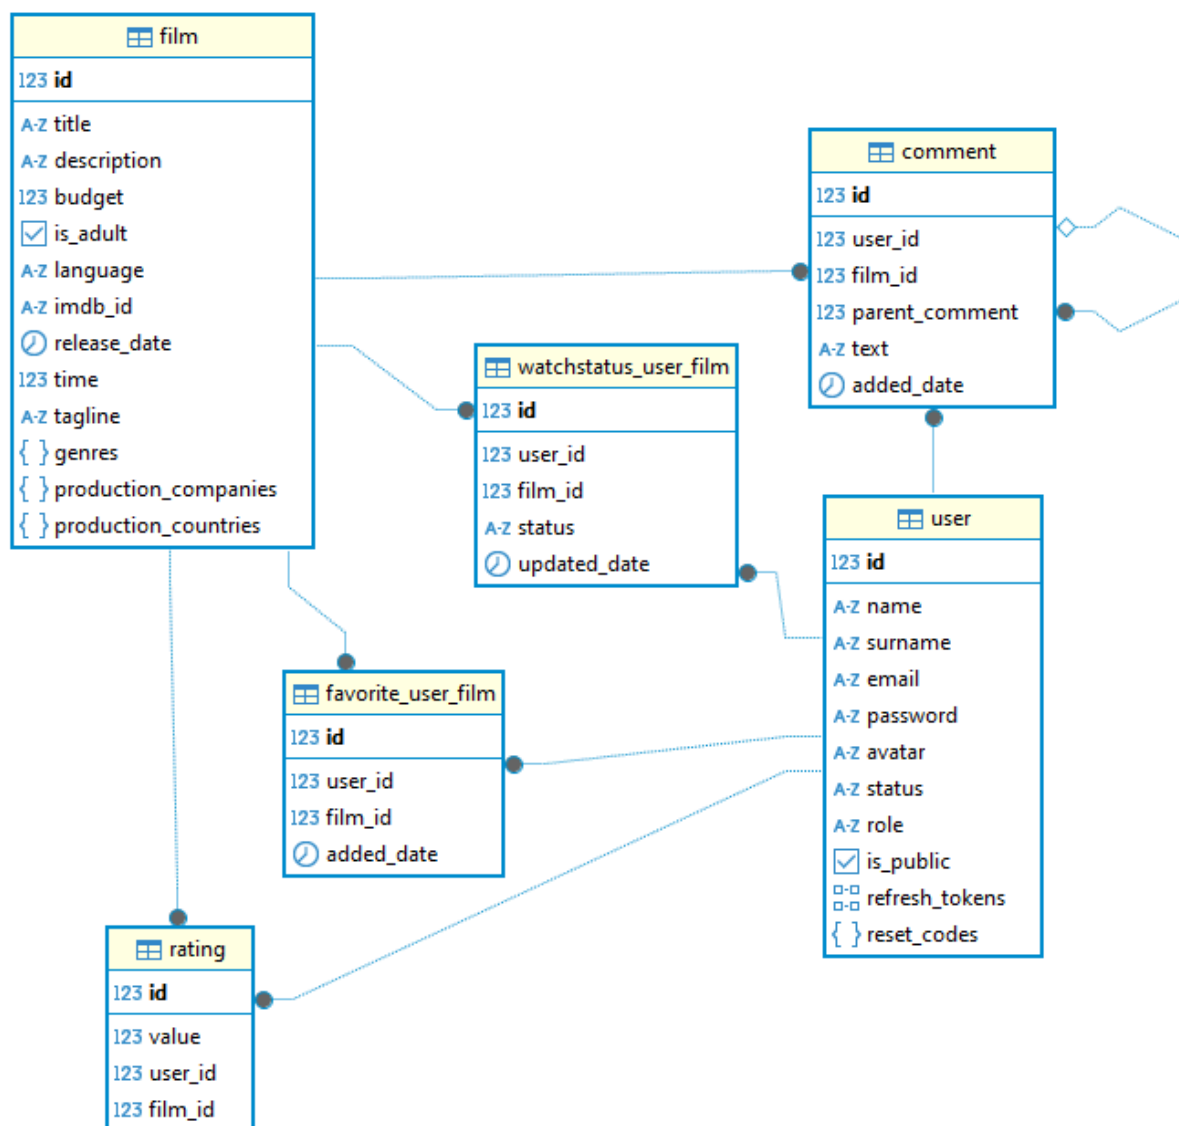 film
123 id
A-Z title
A-Z description
123 budget
is_adult
A-Z language
A-Z imdb_id
release_date
123 time
A-Z tagline
{ } genres
{ } production_companies
{ } production_countries
comment
123 id
123 user_id
123 film_id
123 parent_comment
A-Z text
added_date
watchstatus_user_film
123 id
123 user_id
123 film_id
A-Z status
updated_date
user
123 id
A-Z name
A-Z surname
A-Z email
A-Z password
A-Z avatar
A-Z status
A-Z role
is_public
refresh_tokens
{ } reset_codes
favorite_user_film
123 id
123 user_id
123 film_id
added_date
rating
123 id
123 value
123 user_id
123 film_id